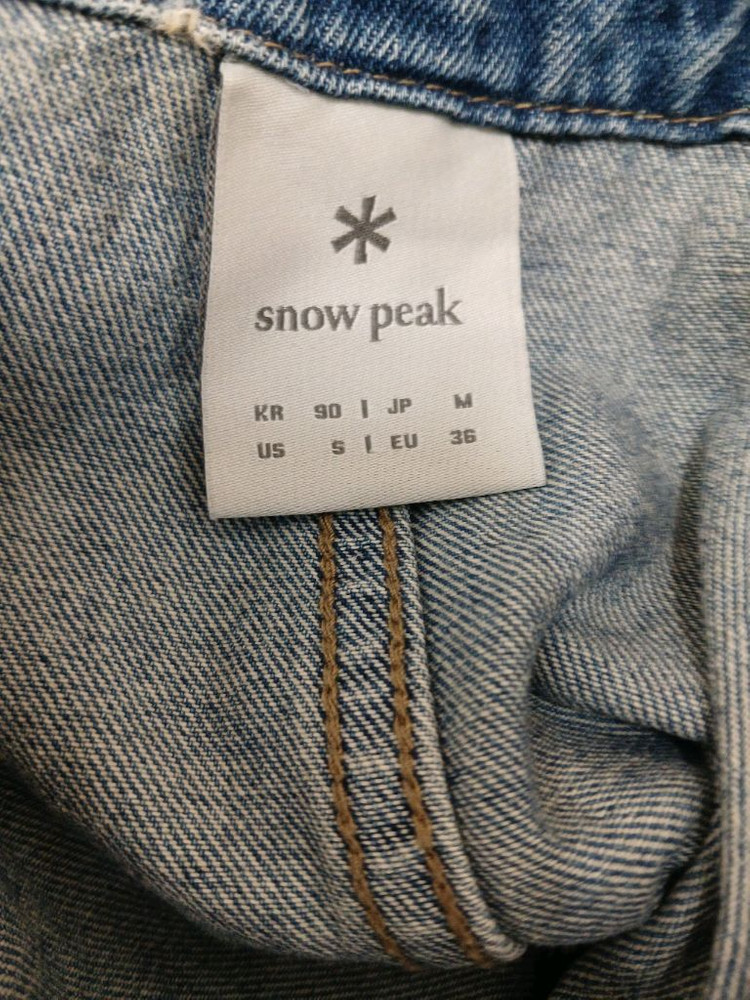 snow peak
KR 90 | JP M
US S | EU 36